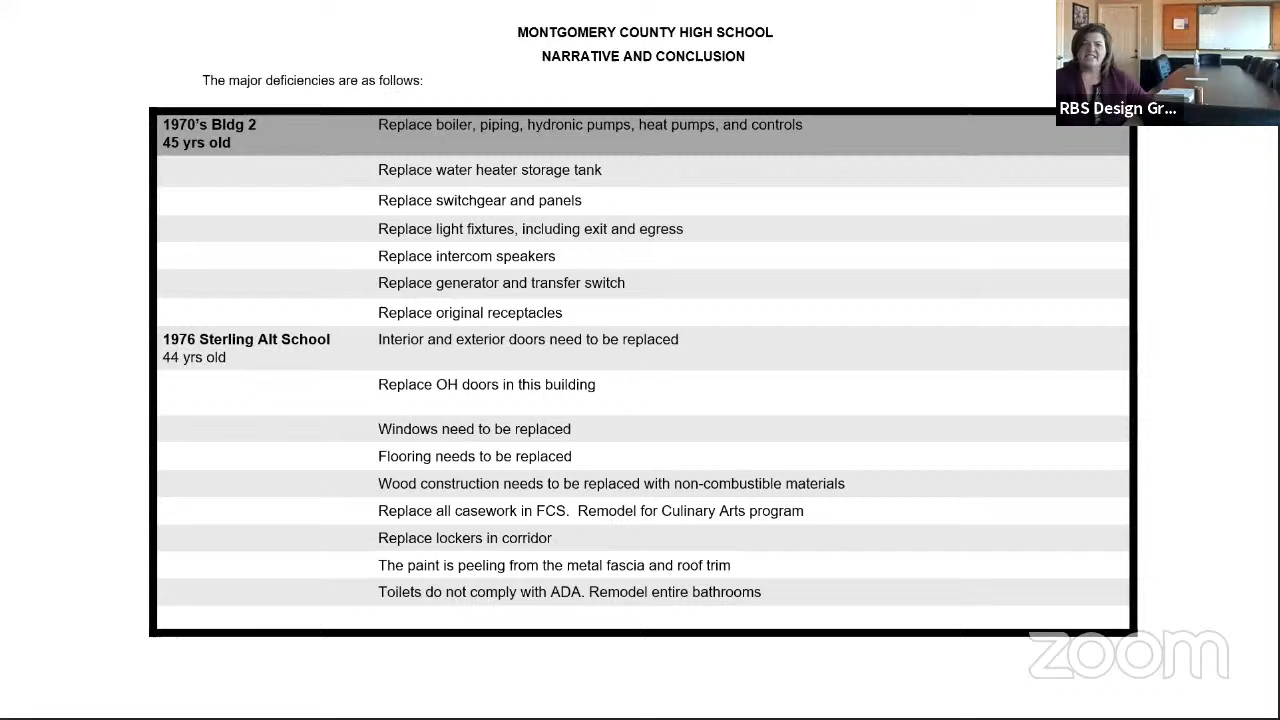 MONTGOMERY COUNTY HIGH SCHOOL
NARRATIVE AND CONCLUSION
The major deficiencies are as follows:
RBS Design Gr...
1970's Bldg 2 Replace boiler, piping, hydronic pumps, heat pumps, and controls
45 yrs old
Replace water heater storage tank
Replace switchgear and panels
Replace light fixtures, including exit and egress
Replace intercom speakers
Replace generator and transfer switch
Replace original receptacles
1976 Sterling Alt School Interior and exterior doors need to be replaced
44 yrs old
Replace OH doors in this building
Windows need to be replaced
Flooring needs to be replaced
Wood construction needs to be replaced with non-combustible materials
Replace all casework in FCS.  Remodel for Culinary Arts program
Replace lockers in corridor
The paint is peeling from the metal fascia and roof trim
Toilets do not comply with ADA. Remodel entire bathrooms
zoom